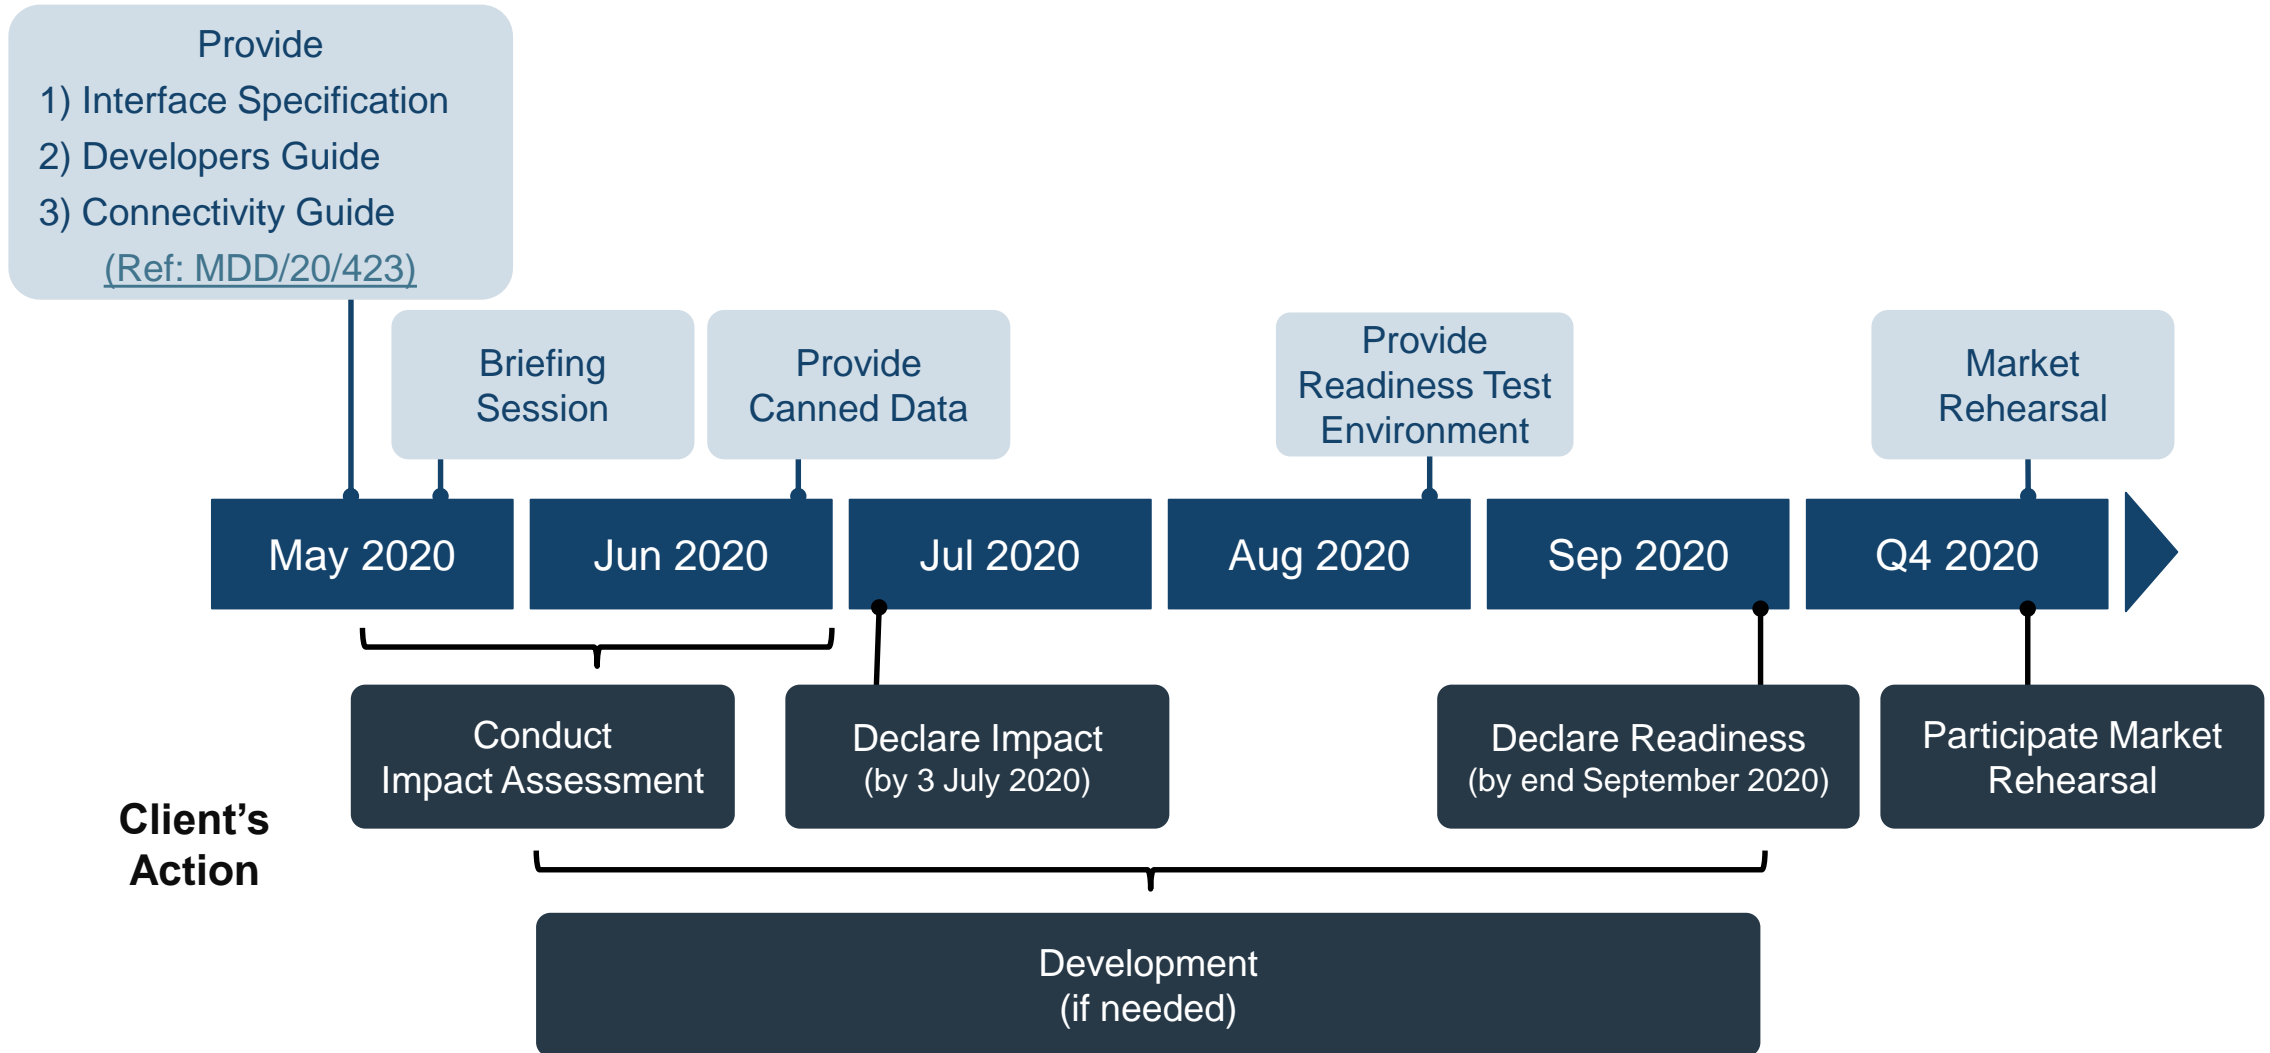 Provide
1) Interface Specification
2) Developers Guide
3) Connectivity Guide
(Ref: MDD/20/423)
Briefing
Session
Provide
Canned Data
Provide
Readiness Test
Environment
Market
Rehearsal
May 2020
Jun 2020
Jul 2020
Aug 2020
Sep 2020
Q4 2020
Client’s
Action
Conduct
Impact Assessment
Declare Impact
(by 3 July 2020)
Declare Readiness
(by end September 2020)
Participate Market
Rehearsal
Development
(if needed)